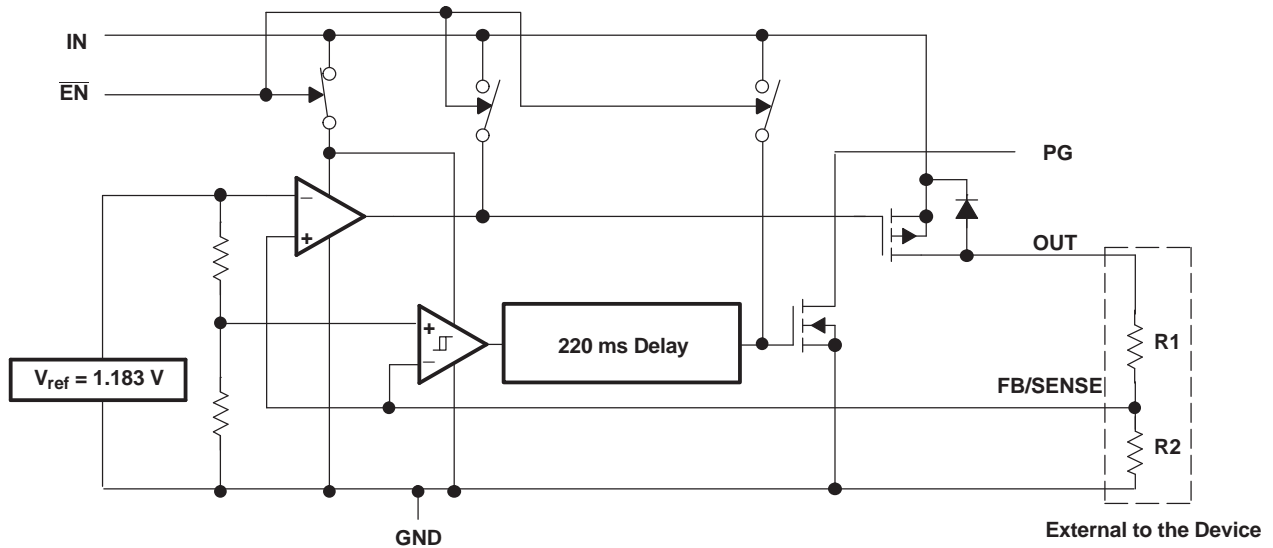 IN
EN
PG
−
+
OUT
+
−
220 ms Delay
R1
Vref = 1.183 V
FB/SENSE
R2
GND
External to the Device